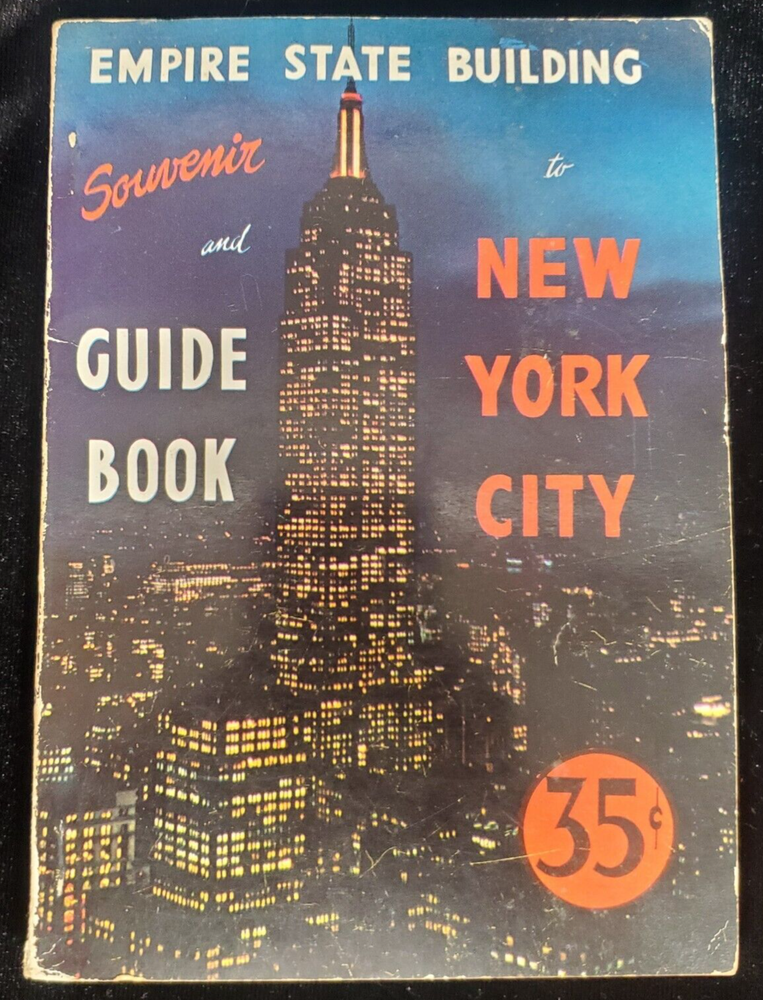 EMPIRE STATE BUILDING
Souvenir
and
GUIDE
BOOK
to
NEW
YORK
CITY
35¢